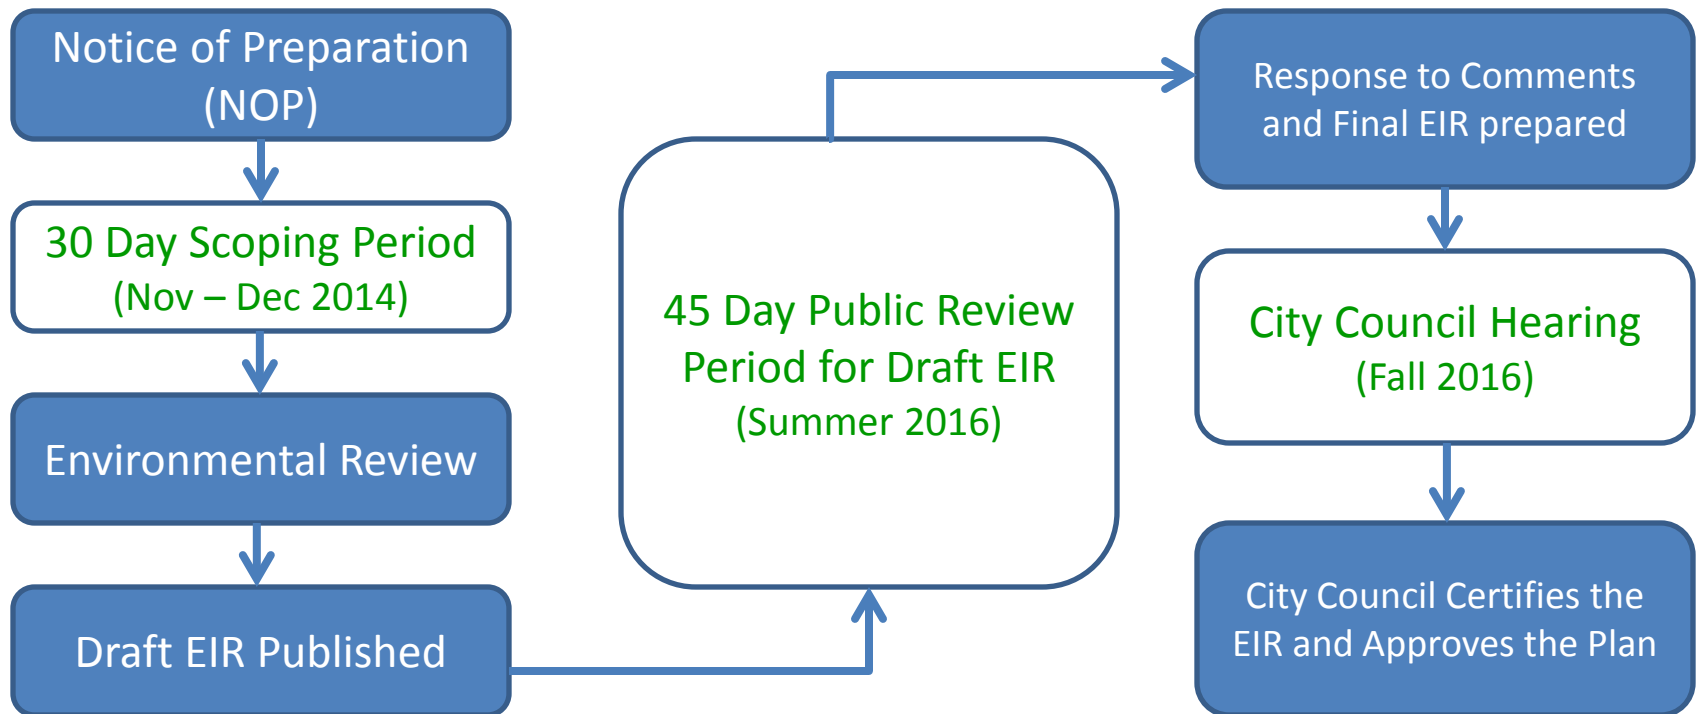 Notice of Preparation
(NOP)
30 Day Scoping Period
(Nov – Dec 2014)
Environmental Review
Draft EIR Published
45 Day Public Review
Period for Draft EIR
(Summer 2016)
Response to Comments
and Final EIR prepared
City Council Hearing
(Fall 2016)
City Council Certifies the
EIR and Approves the Plan